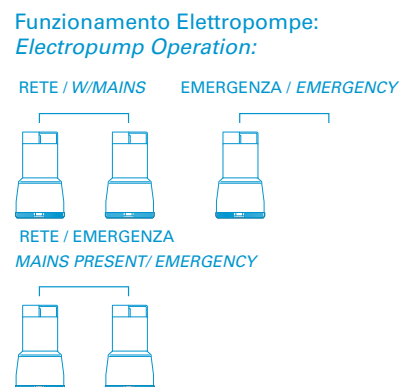 Funzionamento Elettropompe:
Electropump Operation:
RETE / W/MAINS
EMERGENZA / EMERGENCY
RETE / EMERGENZA
MAINS PRESENT/ EMERGENCY